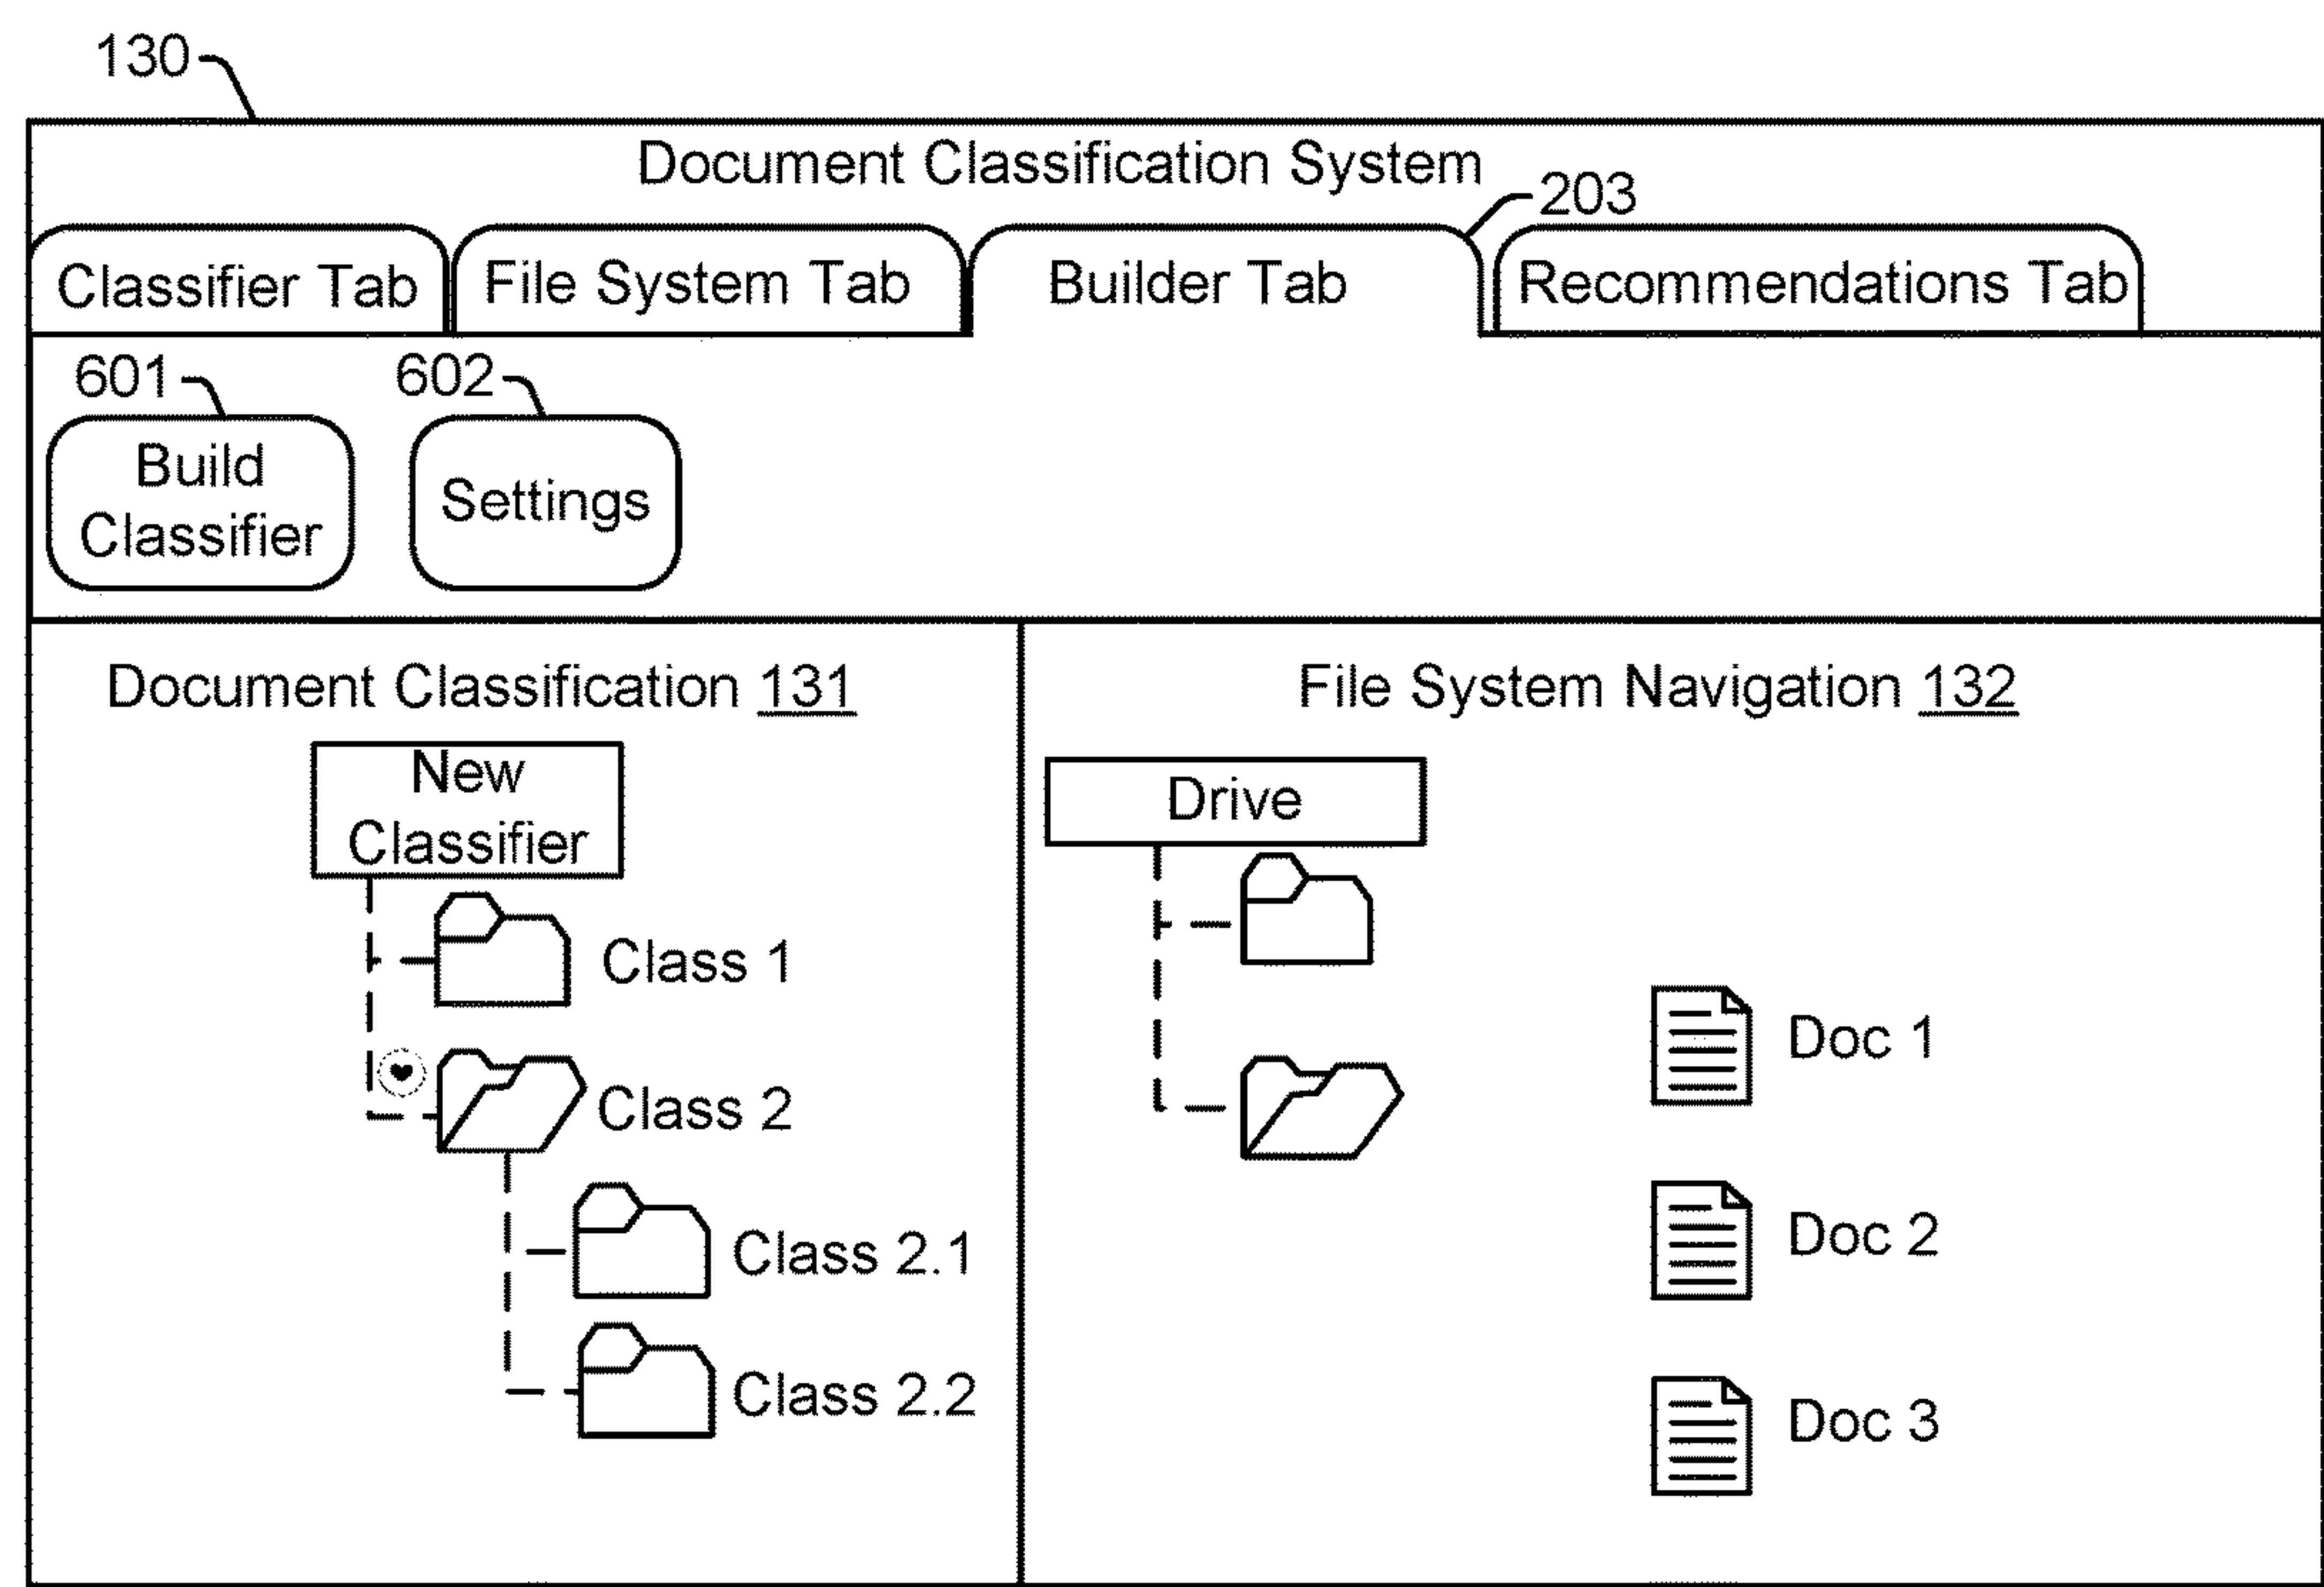 130
Document Classification System
203
Classifier Tab
File System Tab
Builder Tab
Recommendations Tab
601
602
Build
Classifier
Settings
Document Classification 131
New
Classifier
Class 1
Class 2
Class 2.1
Class 2.2
File System Navigation 132
Drive
Doc 1
Doc 2
Doc 3